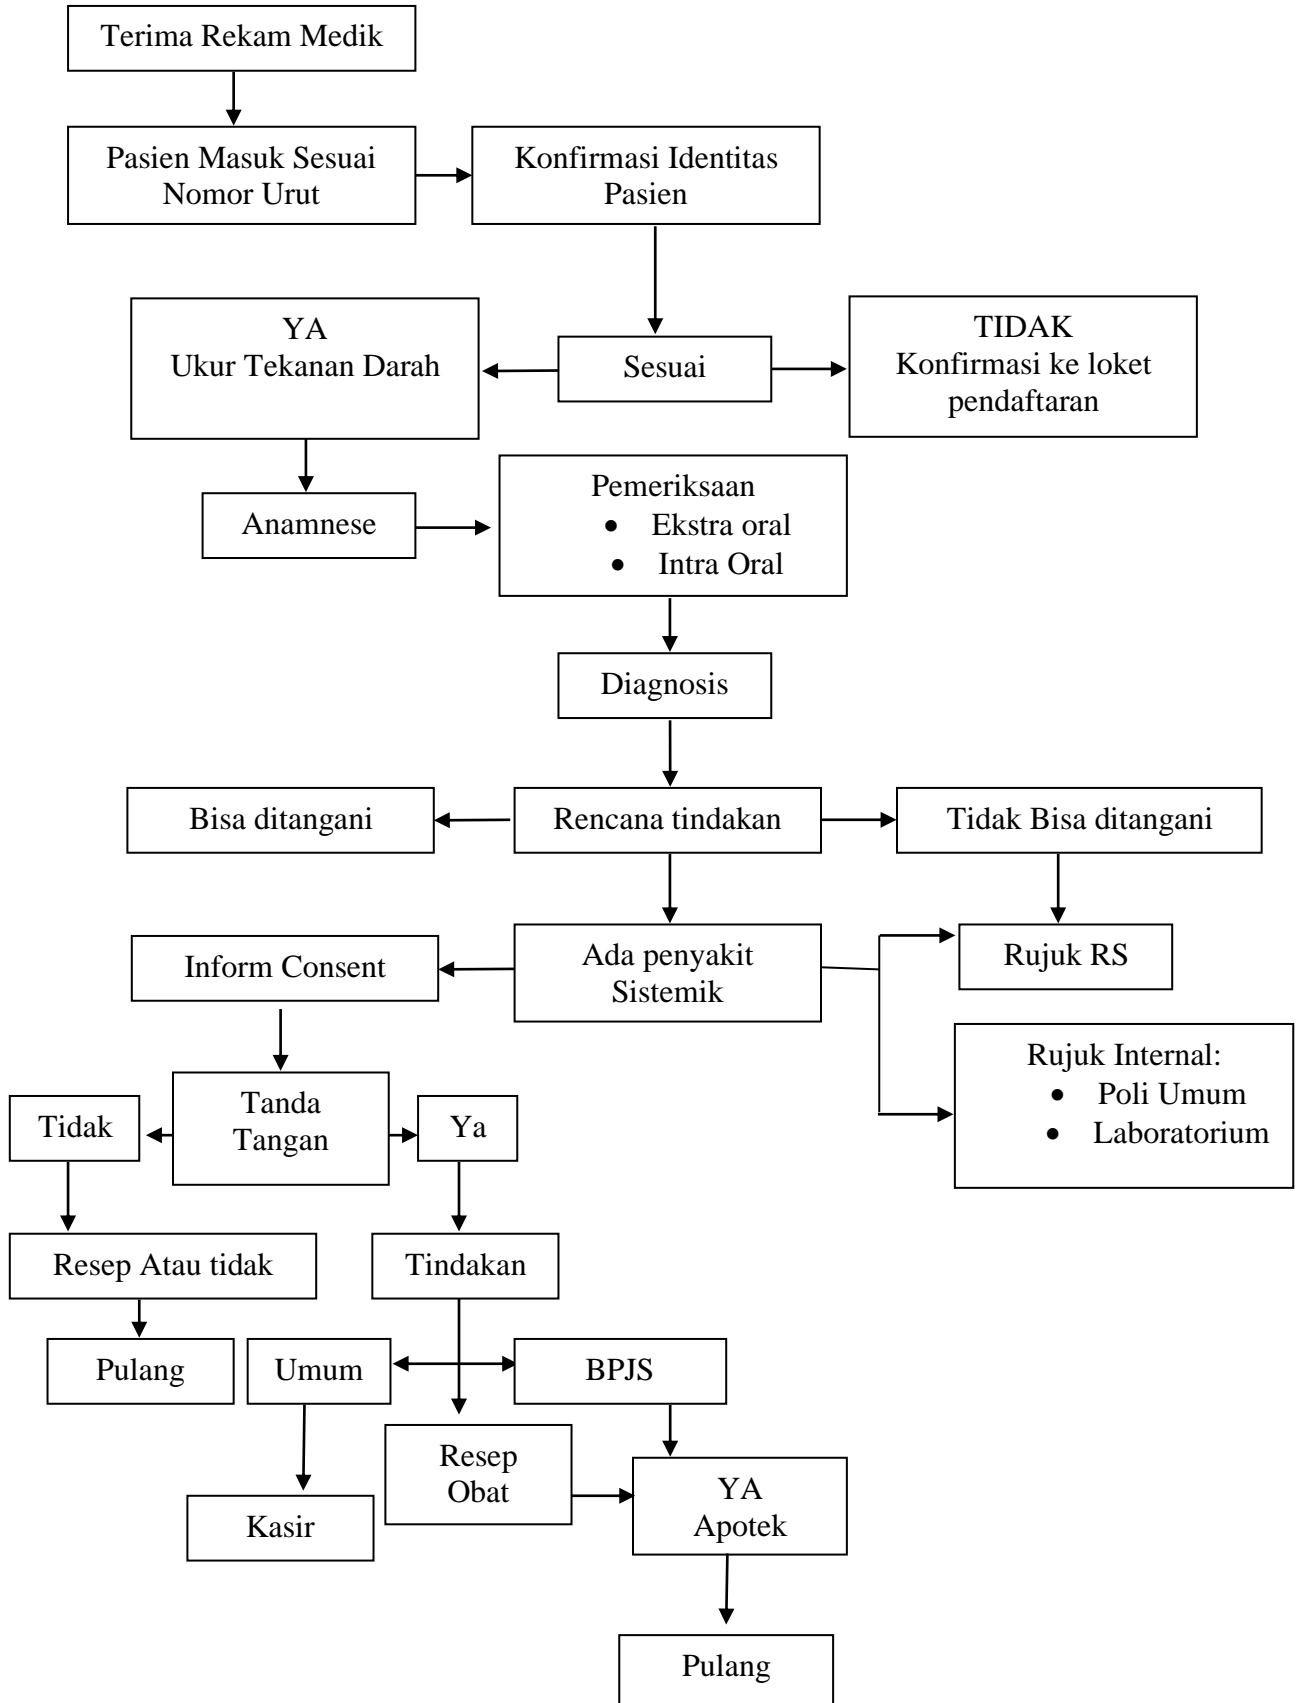 Terima Rekam Medik
Pasien Masuk Sesuai
Nomor Urut
Konfirmasi Identitas
Pasien
YA
Ukur Tekanan Darah
Sesuai
TIDAK
Konfirmasi ke loket
pendaftaran
Anamnese
Pemeriksaan
• Ekstra oral
• Intra Oral
Diagnosis
Bisa ditangani
Rencana tindakan
Tidak Bisa ditangani
Inform Consent
Ada penyakit
Sistemik
Rujuk RS
Rujuk Internal:
• Poli Umum
• Laboratorium
Tidak
Tanda
Tangan
Ya
Resep Atau tidak
Tindakan
Pulang
Umum
BPJS
Resep
Obat
Kasir
YA
Apotek
Pulang